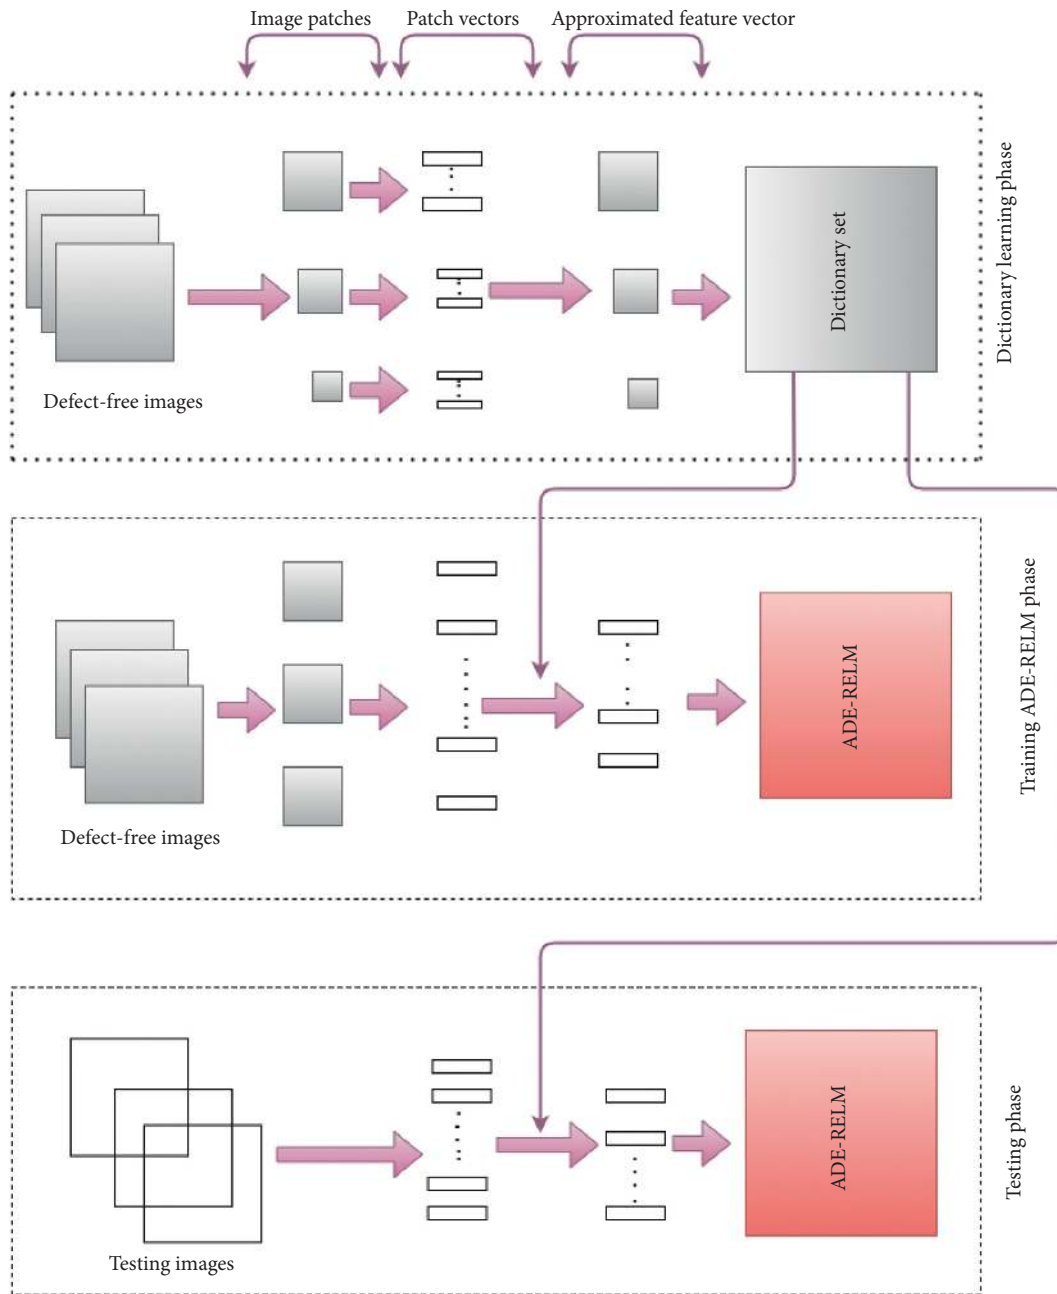 Image patches
Patch vectors
Approximated feature vector
Dictionary set
Dictionary learning phase
Defect-free images
ADE-RELM
Training ADE-RELM phase
Defect-free images
ADE-RELM
Testing phase
Testing images